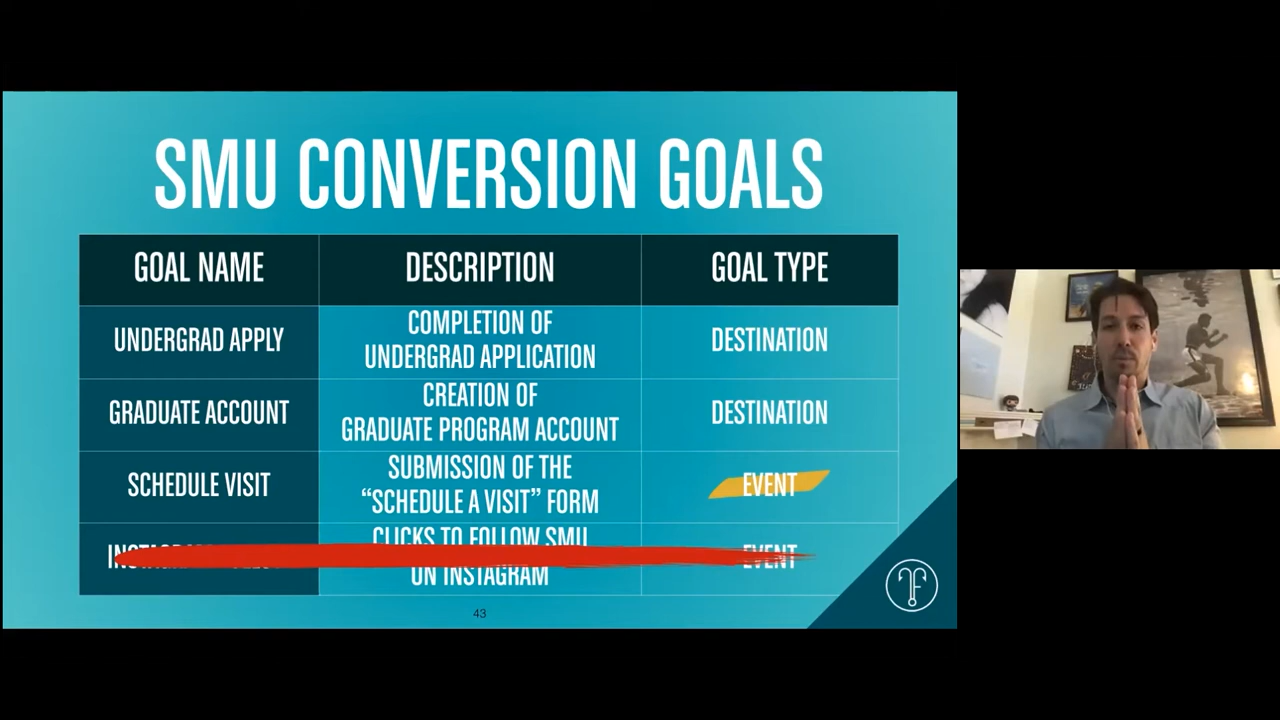 SMU CONVERSION GOALS
GOAL NAME
DESCRIPTION
GOAL TYPE
UNDERGRAD APPLY
COMPLETION OF
UNDERGRAD APPLICATION
DESTINATION
GRADUATE ACCOUNT
CREATION OF
GRADUATE PROGRAM ACCOUNT
DESTINATION
SCHEDULE VISIT
SUBMISSION OF THE
“SCHEDULE A VISIT” FORM
EVENT
CLICKS TO FOLLOW SMU
ON INSTAGRAM
EVENT
43